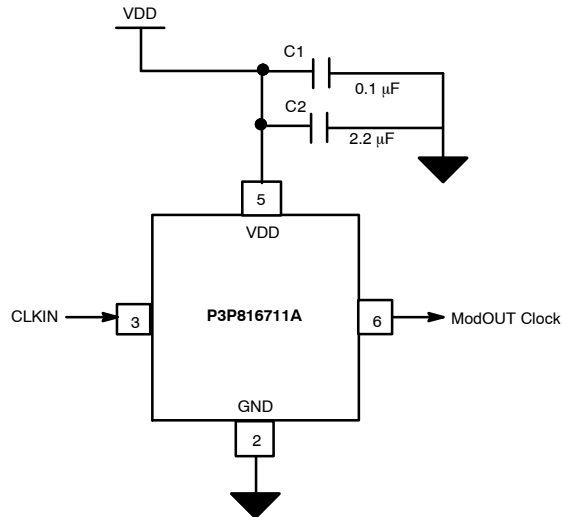 VDD
C1
0.1 μF
C2
2.2 μF
5
VDD
CLKIN
3
P3P816711A
6
ModOUT Clock
GND
2